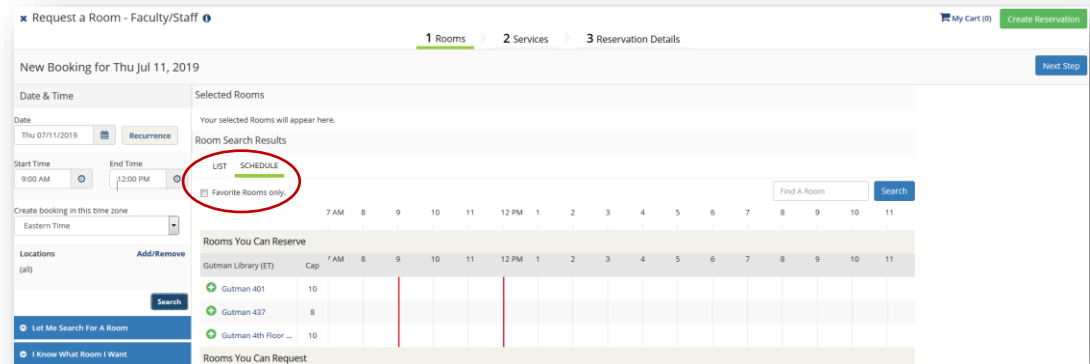 × Request a Room - Faculty/Staff
My Cart (0) Create Reservation
1 Rooms 2 Services 3 Reservation Details
New Booking for Thu Jul 11, 2019 Next Step
Date & Time
Date
Thu 07/11/2019 Recurrence
Start Time End Time
9:00 AM 12:00 PM
Create booking in this time zone
Eastern Time
Locations Add/Remove
(all)
Search
Let Me Search For A Room
I Know What Room I Want
Selected Rooms
Your selected Rooms will appear here.
Room Search Results
LIST SCHEDULE
Favorite Rooms only. Find A Room Search
7 AM 8 9 10 11 12 PM 1 2 3 4 5 6 7 8 9 10 11
Rooms You Can Reserve
Gutman Library (ET) Cap 7 AM 8 9 10 11 12 PM 1 2 3 4 5 6 7 8 9 10 11
Gutman 401 10
Gutman 437 8
Gutman 4th Floor ... 10
Rooms You Can Request